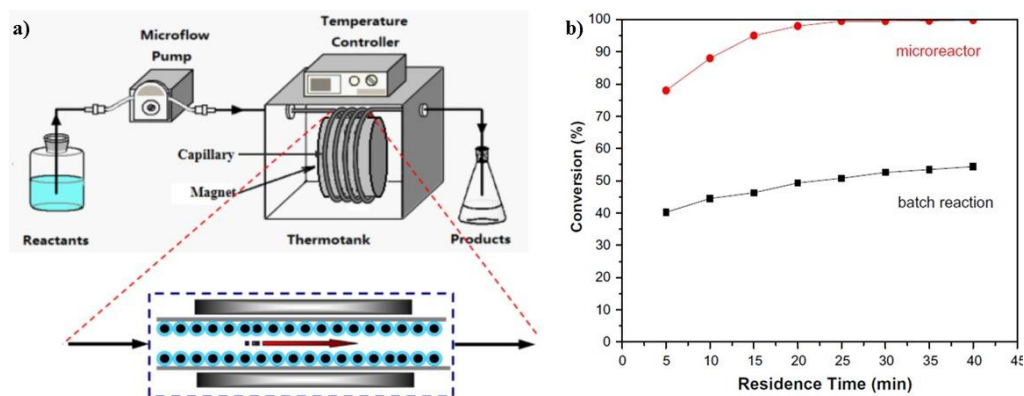 a)
Microflow
Pump
Temperature
Controller
Capillary
Magnet
Reactants
Thermotank
Products
b)
100
90
80
70
60
50
40
30
20
10
0
Conversion (%)
microreactor
batch reaction
0 5 10 15 20 25 30 35 40 45
Residence Time (min)